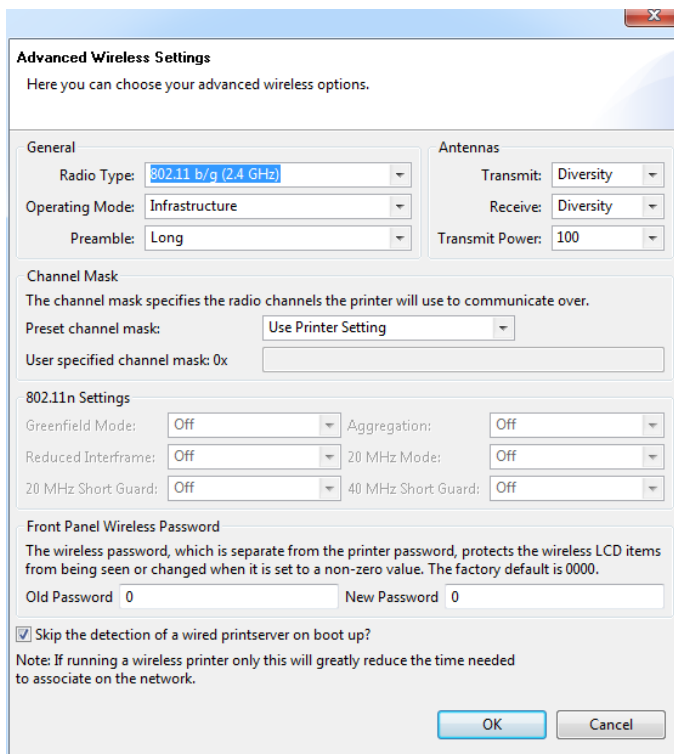 Advanced Wireless Settings
Here you can choose your advanced wireless options.
General
Radio Type: 802.11 b/g (2.4 GHz)
Operating Mode: Infrastructure
Preamble: Long
Antennas
Transmit: Diversity
Receive: Diversity
Transmit Power: 100
Channel Mask
The channel mask specifies the radio channels the printer will use to communicate over.
Preset channel mask: Use Printer Setting
User specified channel mask: 0x
802.11n Settings
Greenfield Mode: Off Aggregation: Off
Reduced Interframe: Off 20 MHz Mode: Off
20 MHz Short Guard: Off 40 MHz Short Guard: Off
Front Panel Wireless Password
The wireless password, which is separate from the printer password, protects the wireless LCD items
from being seen or changed when it is set to a non-zero value. The factory default is 0000.
Old Password 0 New Password 0
Skip the detection of a wired printserver on boot up?
Note: If running a wireless printer only this will greatly reduce the time needed
to associate on the network.
OK Cancel